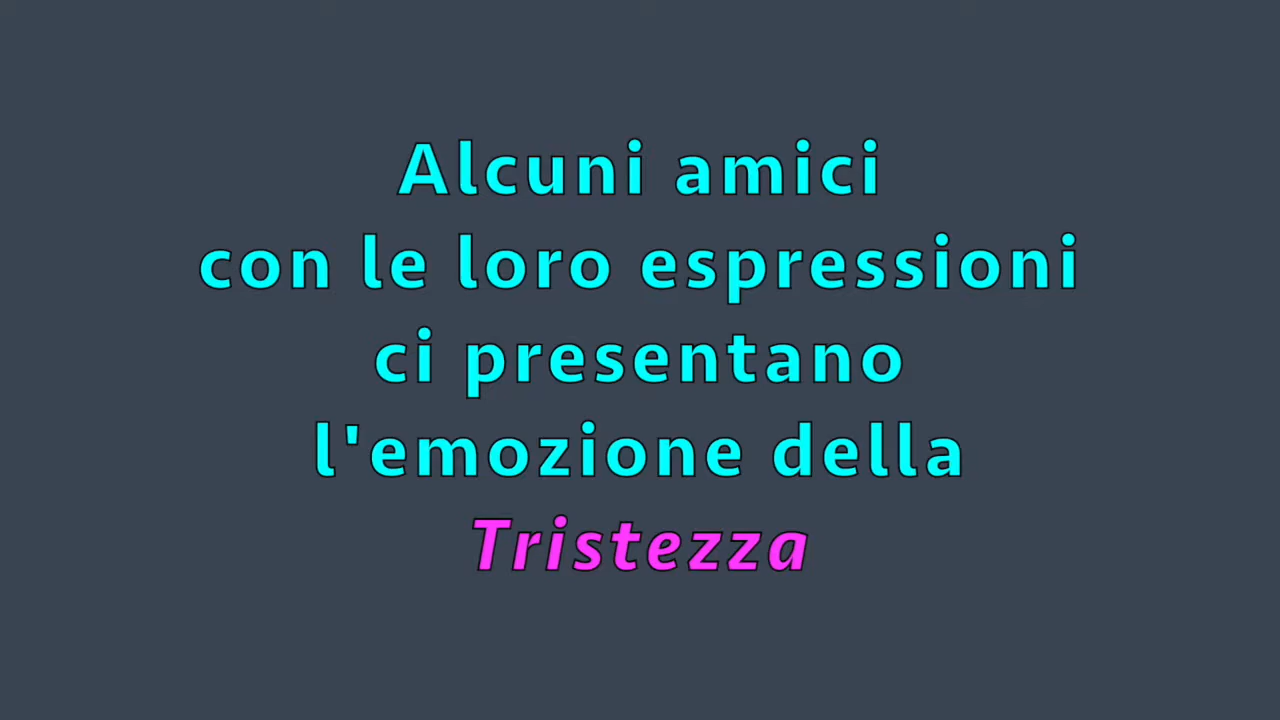 Alcuni amici
con le loro espressioni
ci presentano
l'emozione della
Tristezza